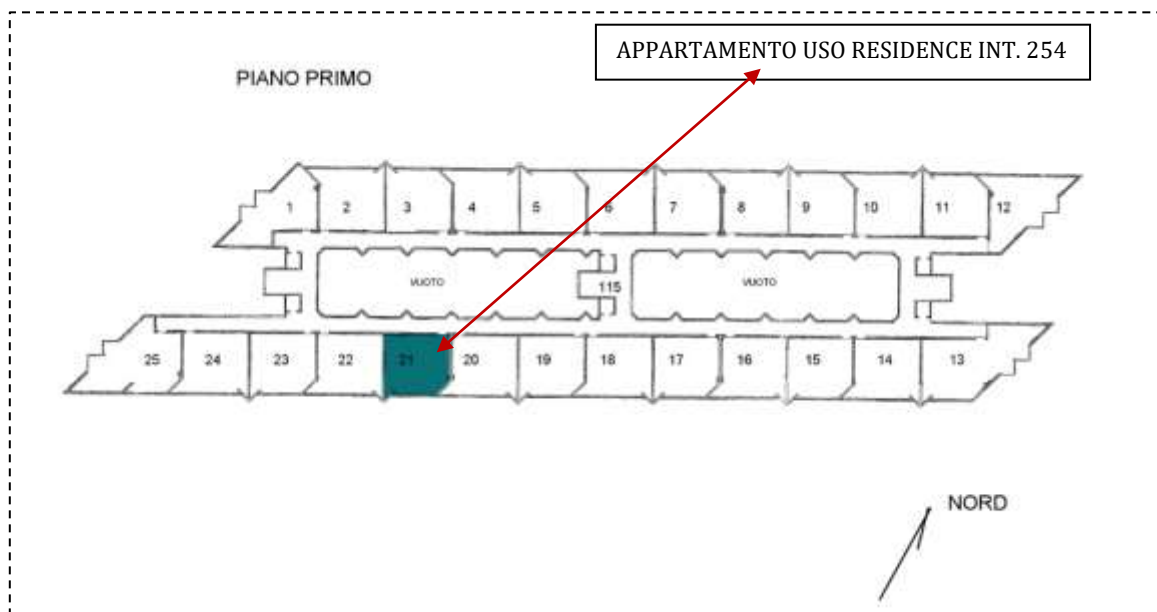 APPARTAMENTO USO RESIDENCE INT. 254
PIANO PRIMO
1 2 3 4 5 6 7 8 9 10 11 12
VUOTO 115 VUOTO
25 24 23 22 21 20 19 18 17 16 15 14 13
NORD